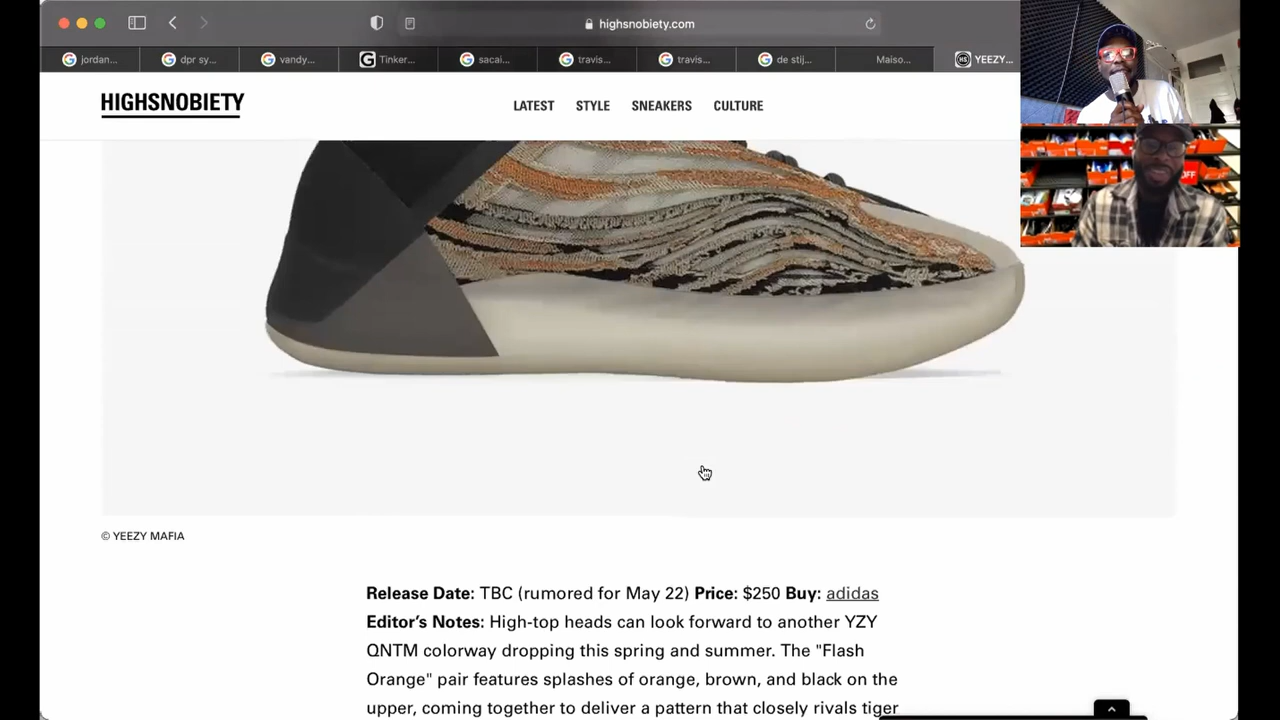 highsnobiety.com
jordan...
dpr sy...
vandy...
Tinker...
sacai...
travis...
travis...
de stij...
Maiso...
YEEZY...
HIGHSNOBIETY
LATEST
STYLE
SNEAKERS
CULTURE
OFF
© YEEZY MAFIA
Release Date: TBC (rumored for May 22) Price: $250 Buy: adidas
Editor’s Notes: High-top heads can look forward to another YZY
QNTM colorway dropping this spring and summer. The "Flash
Orange" pair features splashes of orange, brown, and black on the
upper, coming together to deliver a pattern that closely rivals tiger